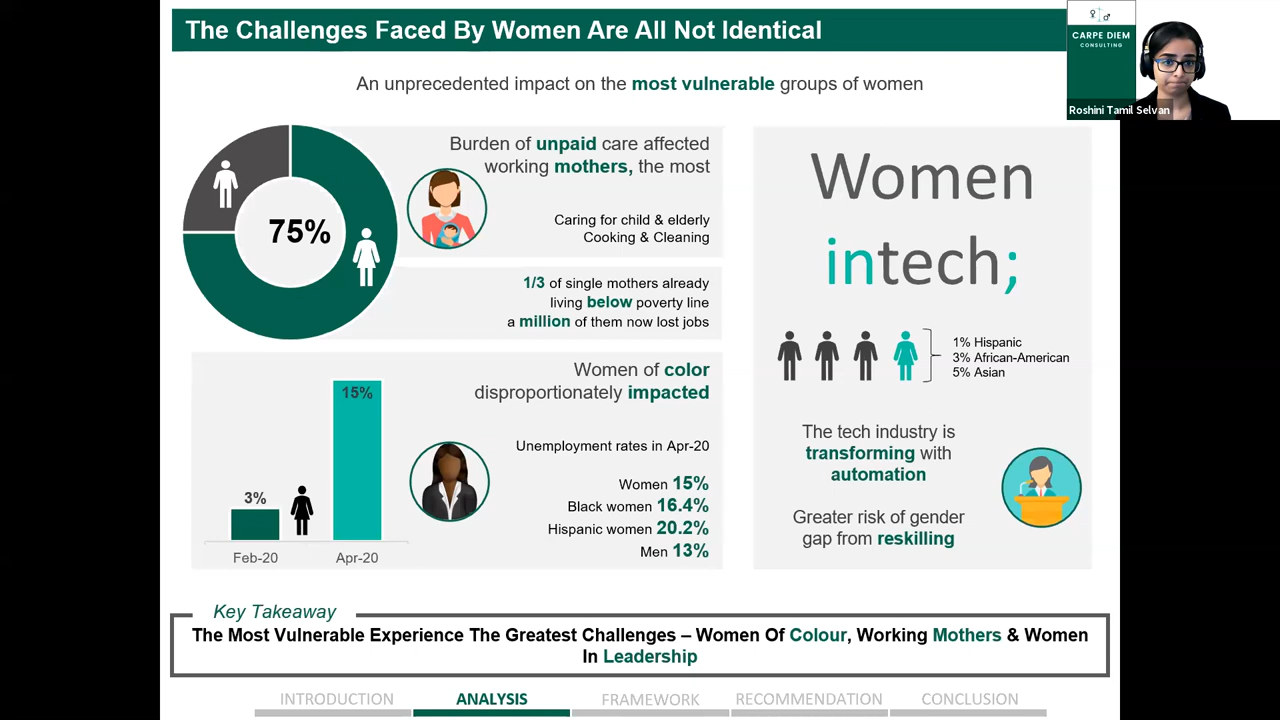 The Challenges Faced By Women Are All Not Identical
CARPE DIEM
CONSULTING
Roshini Tamil Selvan
An unprecedented impact on the most vulnerable groups of women
75%
Burden of unpaid care affected
working mothers, the most
Caring for child & elderly
Cooking & Cleaning
1/3 of single mothers already
living below poverty line
a million of them now lost jobs
3%
15%
Feb-20
Apr-20
Women of color
disproportionately impacted
Unemployment rates in Apr-20
Women 15%
Black women 16.4%
Hispanic women 20.2%
Men 13%
Women
intech;
1% Hispanic
3% African-American
5% Asian
The tech industry is
transforming with
automation
Greater risk of gender
gap from reskilling
Key Takeaway
The Most Vulnerable Experience The Greatest Challenges – Women Of Colour, Working Mothers & Women
In Leadership
INTRODUCTION
ANALYSIS
FRAMEWORK
RECOMMENDATION
CONCLUSION